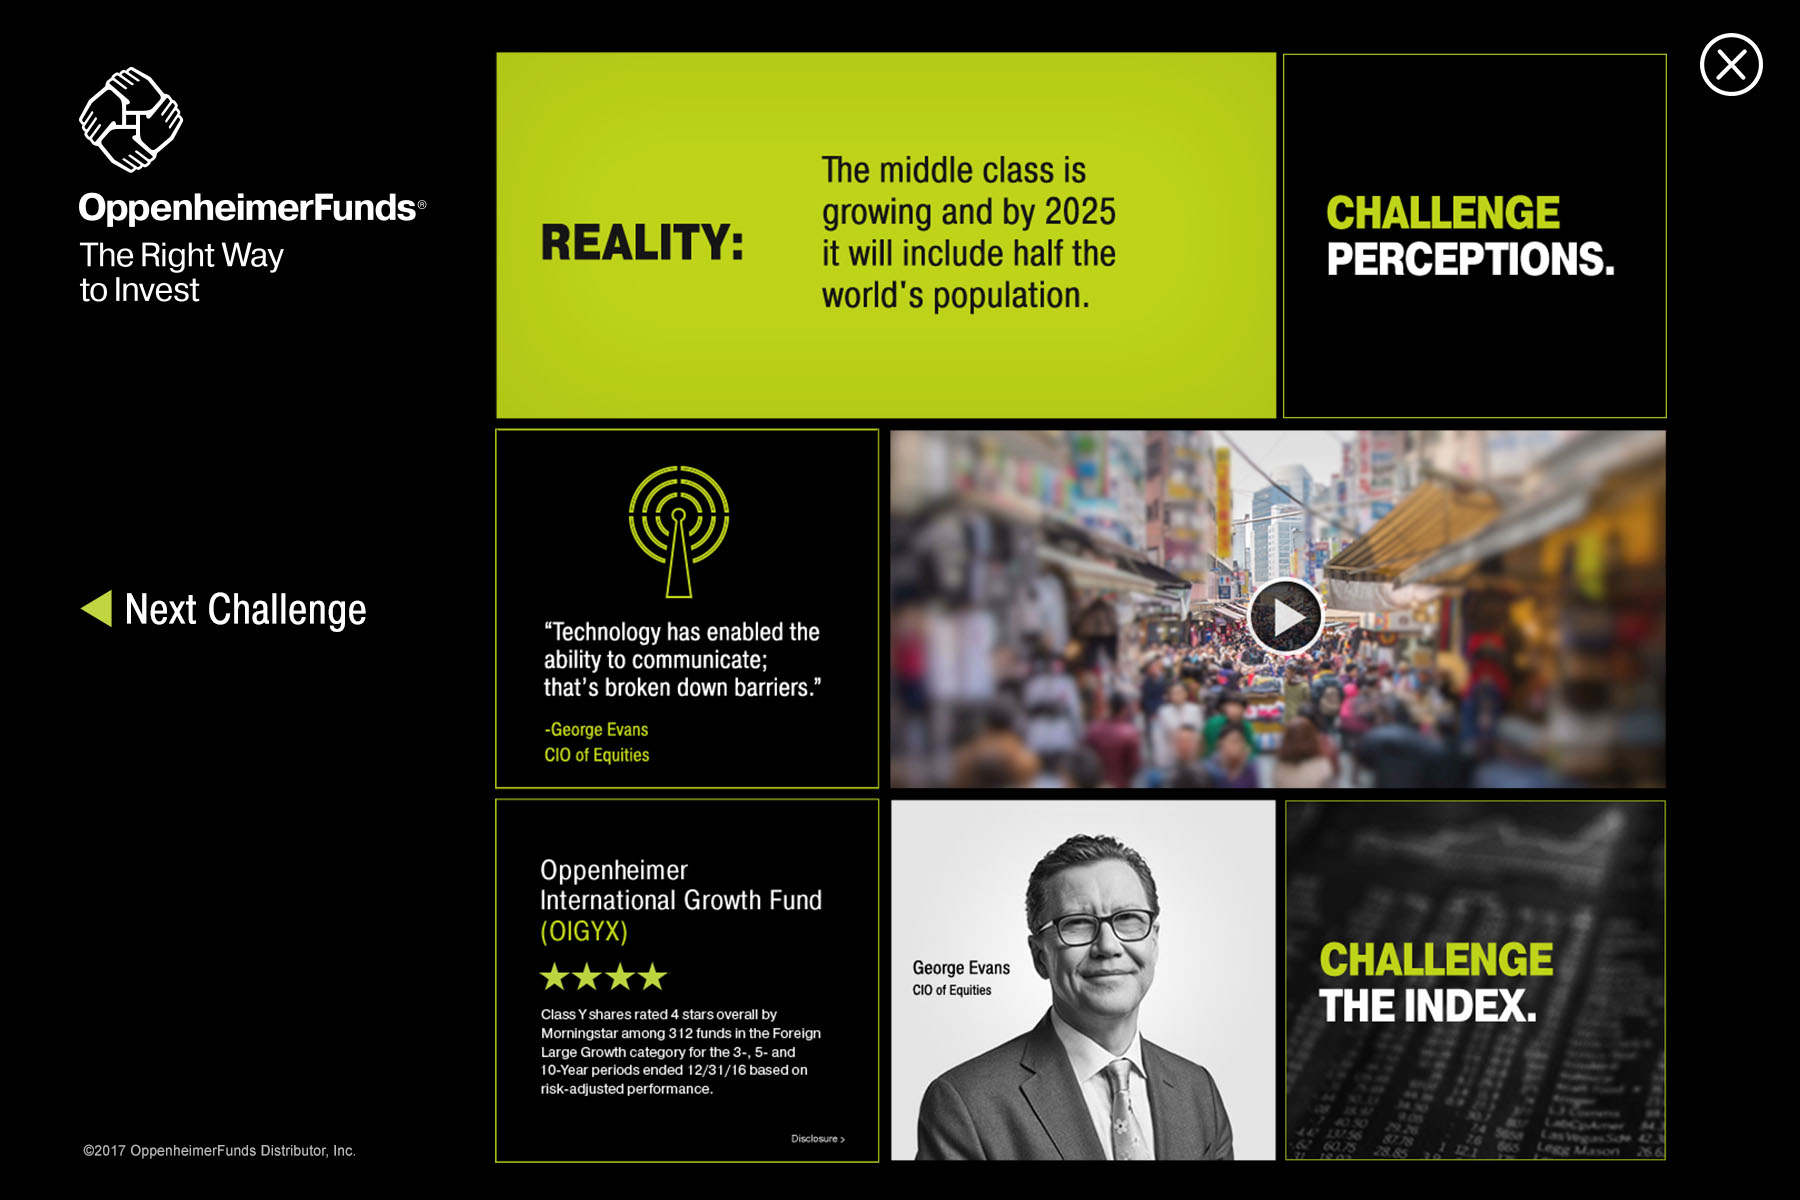 OppenheimerFunds®
The Right Way
to Invest
REALITY:
The middle class is
growing and by 2025
it will include half the
world's population.
CHALLENGE
PERCEPTIONS.
Next Challenge
“Technology has enabled the
ability to communicate;
that’s broken down barriers.”
-George Evans
CIO of Equities
Oppenheimer
International Growth Fund
(OIGYX)
Class Y shares rated 4 stars overall by
Morningstar among 312 funds in the Foreign
Large Growth category for the 3-, 5- and
10-Year periods ended 12/31/16 based on
risk-adjusted performance.
Disclosure >
George Evans
CIO of Equities
CHALLENGE
THE INDEX.
LabCpAmer
LasVegasSd
Legg Mason
©2017 OppenheimerFunds Distributor, Inc.